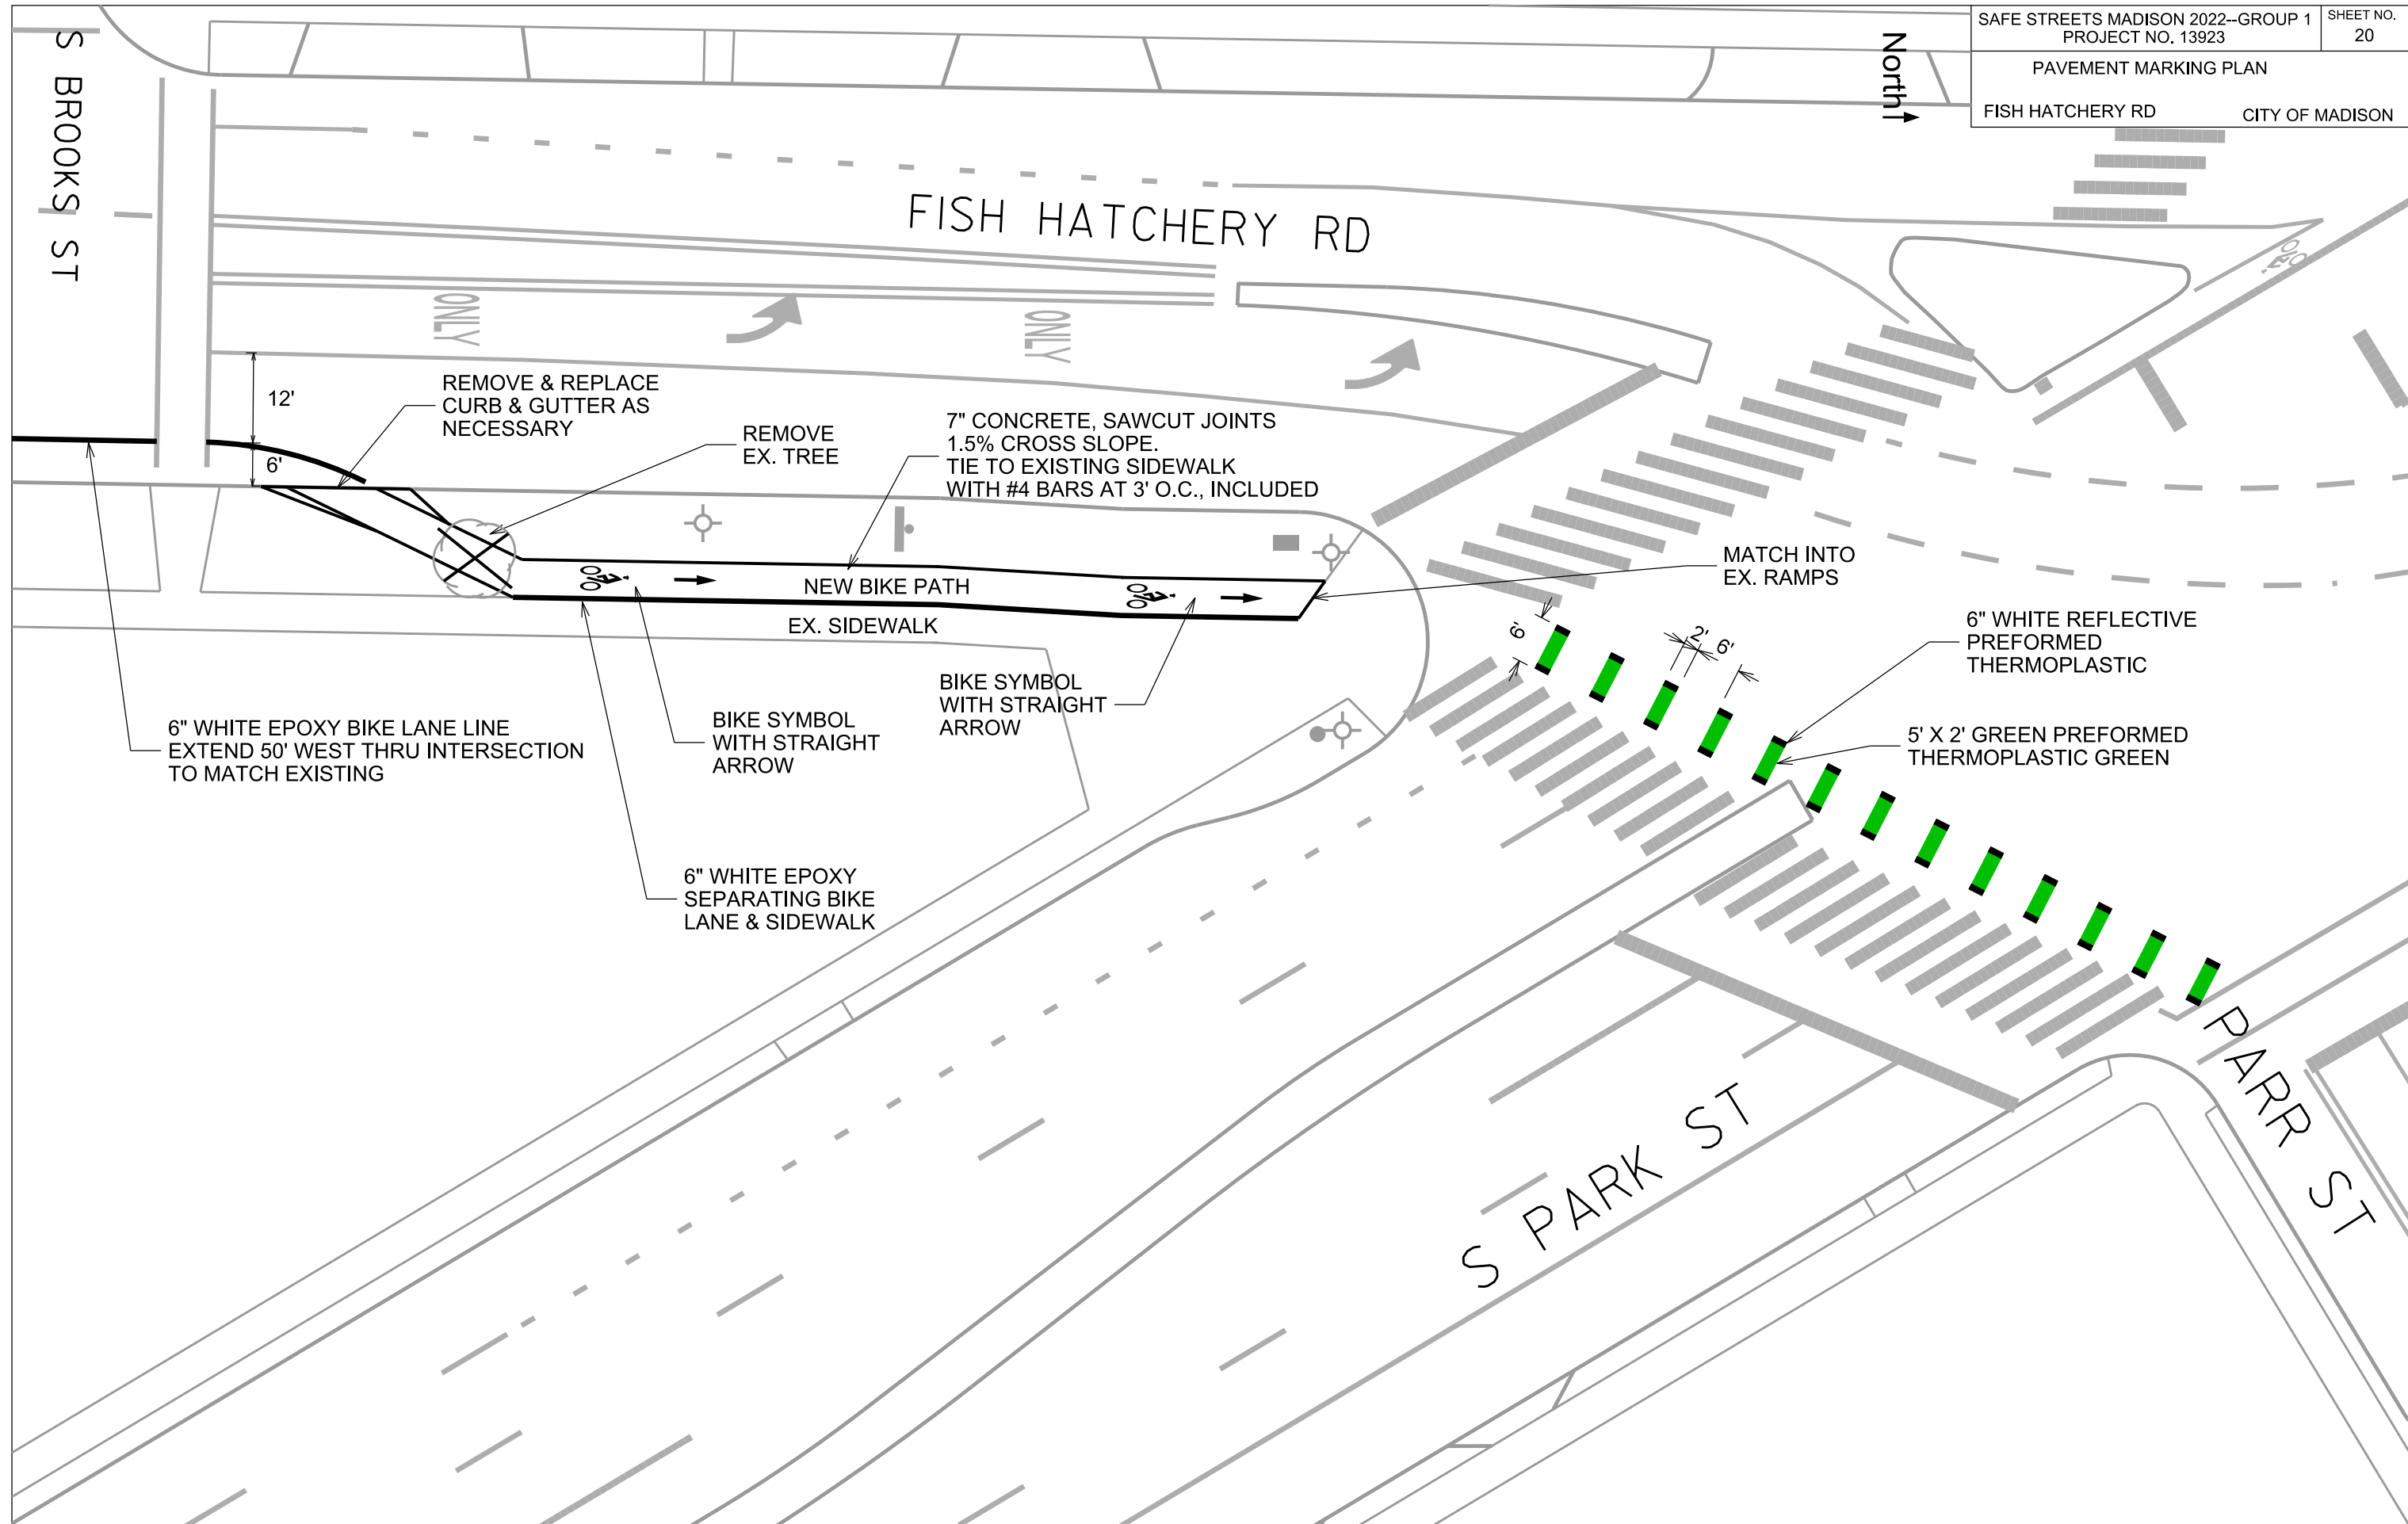 SAFE STREETS MADISON 2022--GROUP 1
PROJECT NO. 13923
SHEET NO.
20
PAVEMENT MARKING PLAN
FISH HATCHERY RD
CITY OF MADISON
North
S BROOKS ST
FISH HATCHERY RD
ONLY
ONLY
12'
6'
REMOVE & REPLACE
CURB & GUTTER AS
NECESSARY
REMOVE
EX. TREE
7" CONCRETE, SAWCUT JOINTS
1.5% CROSS SLOPE.
TIE TO EXISTING SIDEWALK
WITH #4 BARS AT 3' O.C., INCLUDED
NEW BIKE PATH
EX. SIDEWALK
MATCH INTO
EX. RAMPS
6'
2'
6'
6" WHITE REFLECTIVE
PREFORMED
THERMOPLASTIC
5' X 2' GREEN PREFORMED
THERMOPLASTIC GREEN
6" WHITE EPOXY BIKE LANE LINE
EXTEND 50' WEST THRU INTERSECTION
TO MATCH EXISTING
BIKE SYMBOL
WITH STRAIGHT
ARROW
BIKE SYMBOL
WITH STRAIGHT
ARROW
6" WHITE EPOXY
SEPARATING BIKE
LANE & SIDEWALK
S PARK ST
PARR ST